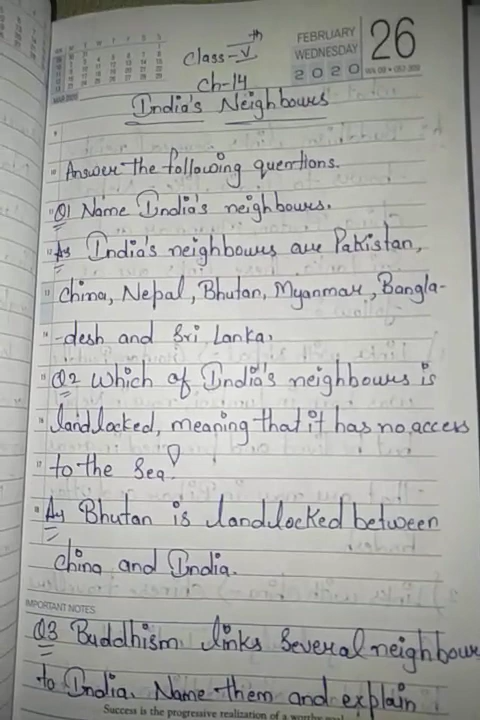 Class-Vth
FEBRUARY
WEDNESDAY
2020
26
Ch-14
India's Neighbours
Answer the following questions.
Q1 Name India's neighbours.
As India's neighbours are Pakistan,
China, Nepal, Bhutan, Myanmar, Bangla-
-desh and Sri Lanka.
Q2 Which of India's neighbours is
landlocked, meaning that it has no access
to the Sea?
As Bhutan is landlocked between
China and India.
IMPORTANT NOTES
Q3 Buddhism links Several neighbour
to India. Name them and explain
Success is the progressive realization of a worthy